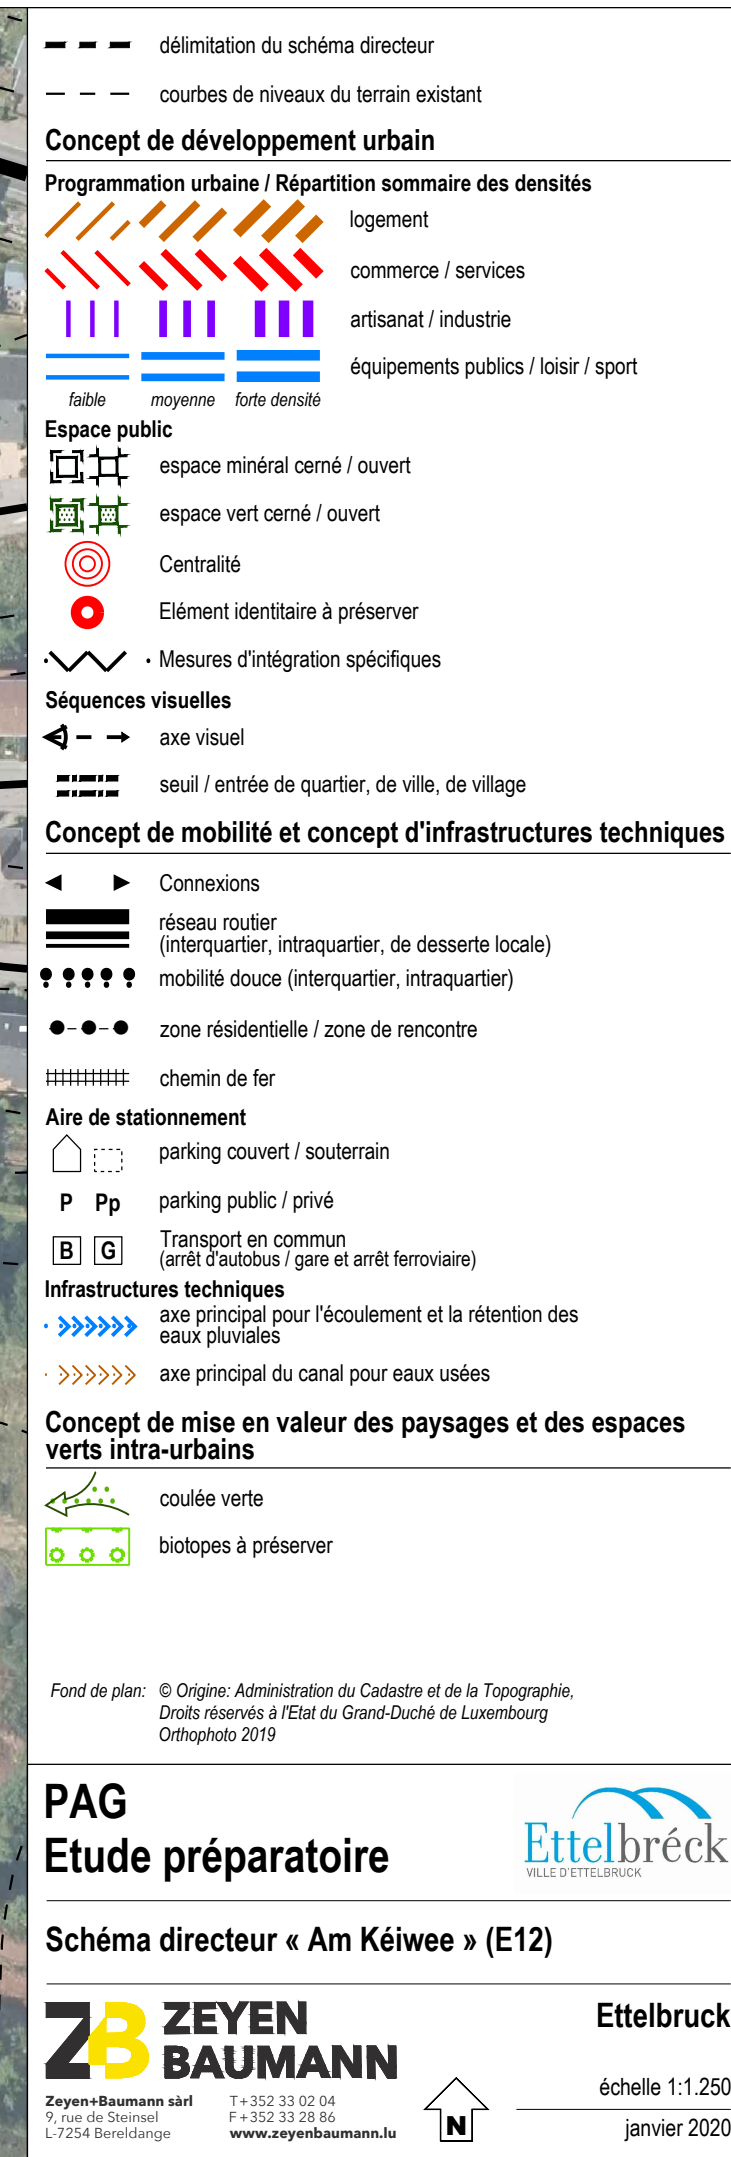 délimitation du schéma directeur
courbes de niveaux du terrain existant
Concept de développement urbain
Programmation urbaine / Répartition sommaire des densités
logement
commerce / services
artisanat / industrie
équipements publics / loisir / sport
faible moyenne forte densité
Espace public
espace minéral cerné / ouvert
espace vert cerné / ouvert
Centralité
Elément identitaire à préserver
Mesures d'intégration spécifiques
Séquences visuelles
axe visuel
seuil / entrée de quartier, de ville, de village
Concept de mobilité et concept d'infrastructures techniques
Connexions
réseau routier
(interquartier, intraquartier, de desserte locale)
mobilité douce (interquartier, intraquartier)
zone résidentielle / zone de rencontre
chemin de fer
Aire de stationnement
parking couvert / souterrain
P Pp parking public / privé
B G Transport en commun
(arrêt d'autobus / gare et arrêt ferroviaire)
Infrastructures techniques
axe principal pour l'écoulement et la rétention des
eaux pluviales
axe principal du canal pour eaux usées
Concept de mise en valeur des paysages et des espaces
verts intra-urbains
coulée verte
biotopes à préserver
Fond de plan: © Origine: Administration du Cadastre et de la Topographie,
Droits réservés à l'Etat du Grand-Duché de Luxembourg
Orthophoto 2019
PAG
Etude préparatoire
Ettelbréck
VILLE D'ETTELBRUCK
Schéma directeur « Am Kéiwee » (E12)
ZB ZEYEN
BAUMANN
Zeyen+Baumann sàrl
9, rue de Steinsel
L-7254 Bereldange
T+352 33 02 04
F+352 33 28 86
www.zeyenbaumann.lu
N
Ettelbruck
échelle 1:1.250
janvier 2020